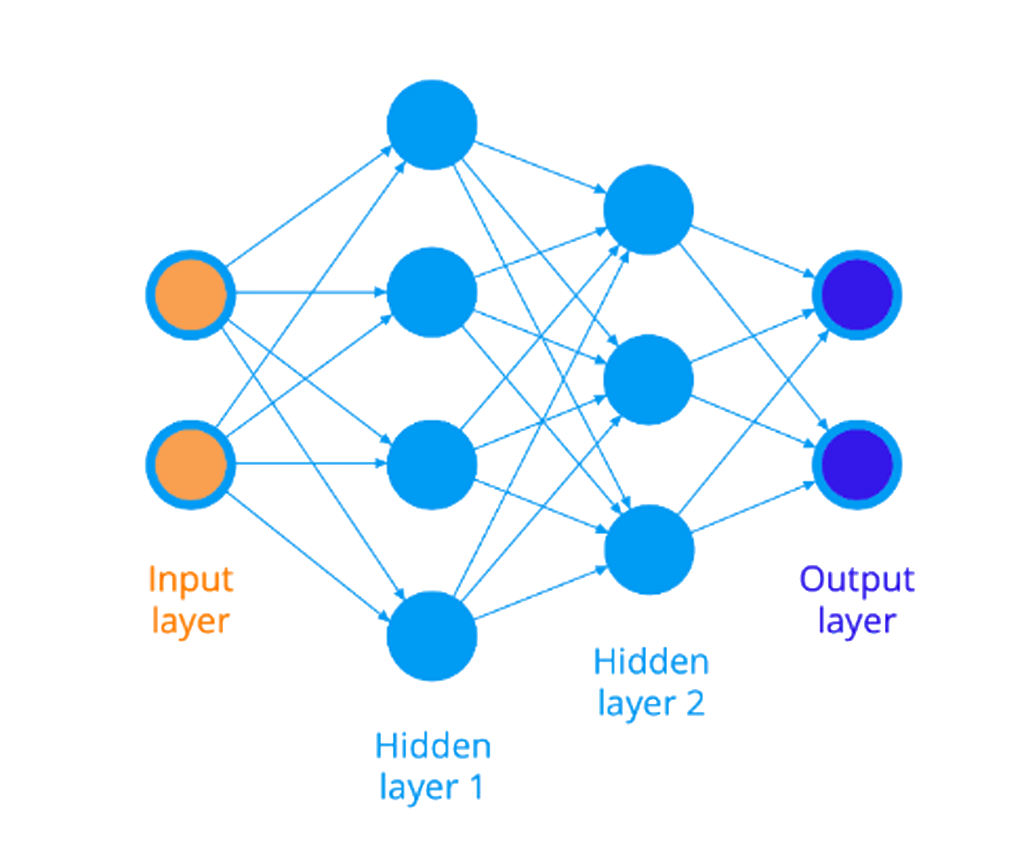 Input
layer
Hidden
layer 1
Hidden
layer 2
Output
layer